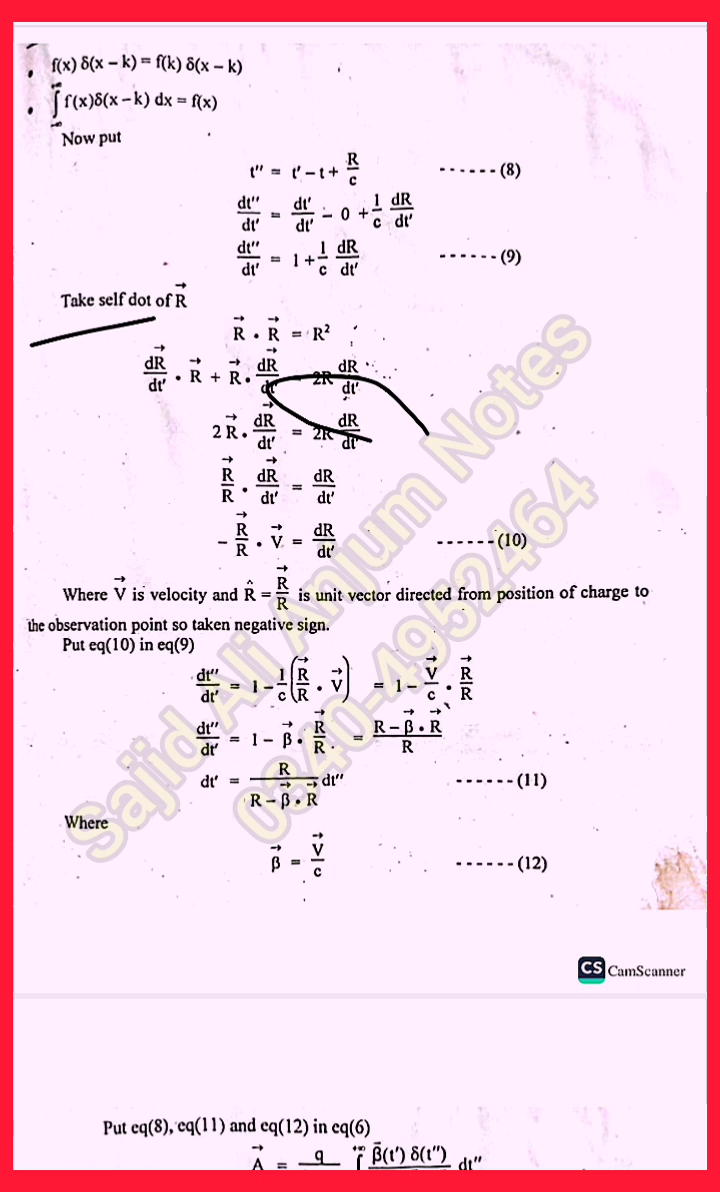 • f(x) δ(x – k) = f(k) δ(x – k)
• ∫ f(x)δ(x – k) dx = f(x)
Now put
t″ = t′ – t + R/c ------(8)
dt″/dt′ = dt′/dt′ – 0 + 1/c dR/dt′
dt″/dt′ = 1 + 1/c dR/dt′ ------(9)
Take self dot of R⃗
R⃗ • R⃗ = R²
dR⃗/dt′ • R⃗ + R⃗ • dR⃗/dt′ = 2R dR/dt′
2 R⃗ • dR⃗/dt′ = 2R dR/dt′
R⃗/R • dR⃗/dt′ = dR/dt′
– R⃗/R • V⃗ = dR/dt′ ------(10)
Where V⃗ is velocity and R̂ = R⃗/R is unit vector directed from position of charge to
the observation point so taken negative sign.
Put eq(10) in eq(9)
dt″/dt′ = 1 – 1/c (R⃗/R • V⃗) = 1 – V⃗/c • R⃗/R
dt″/dt′ = 1 – β⃗ • R⃗/R = R – β⃗ • R⃗/R
dt′ = R/R – β⃗ • R⃗ dt″ ------(11)
Where
β⃗ = V⃗/c ------(12)
Sajid Ali Anjum Notes
0340-4952464
CS CamScanner
Put eq(8), eq(11) and eq(12) in eq(6)
A⃗ = q ∫ β⃗(t′) δ(t″) dt″